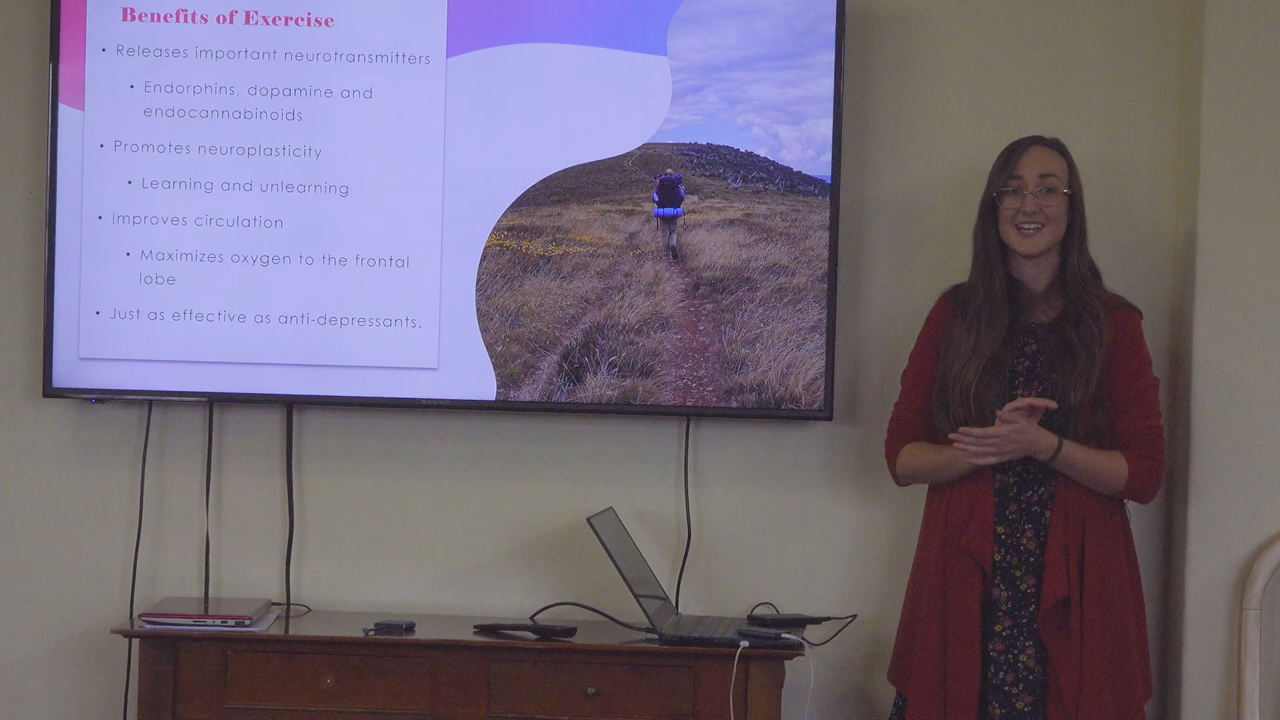 Benefits of Exercise
• Releases important neurotransmitters
• Endorphins, dopamine and
endocannabinoids
• Promotes neuroplasticity
• Learning and unlearning
• Improves circulation
• Maximizes oxygen to the frontal
lobe
• Just as effective as anti-depressants.